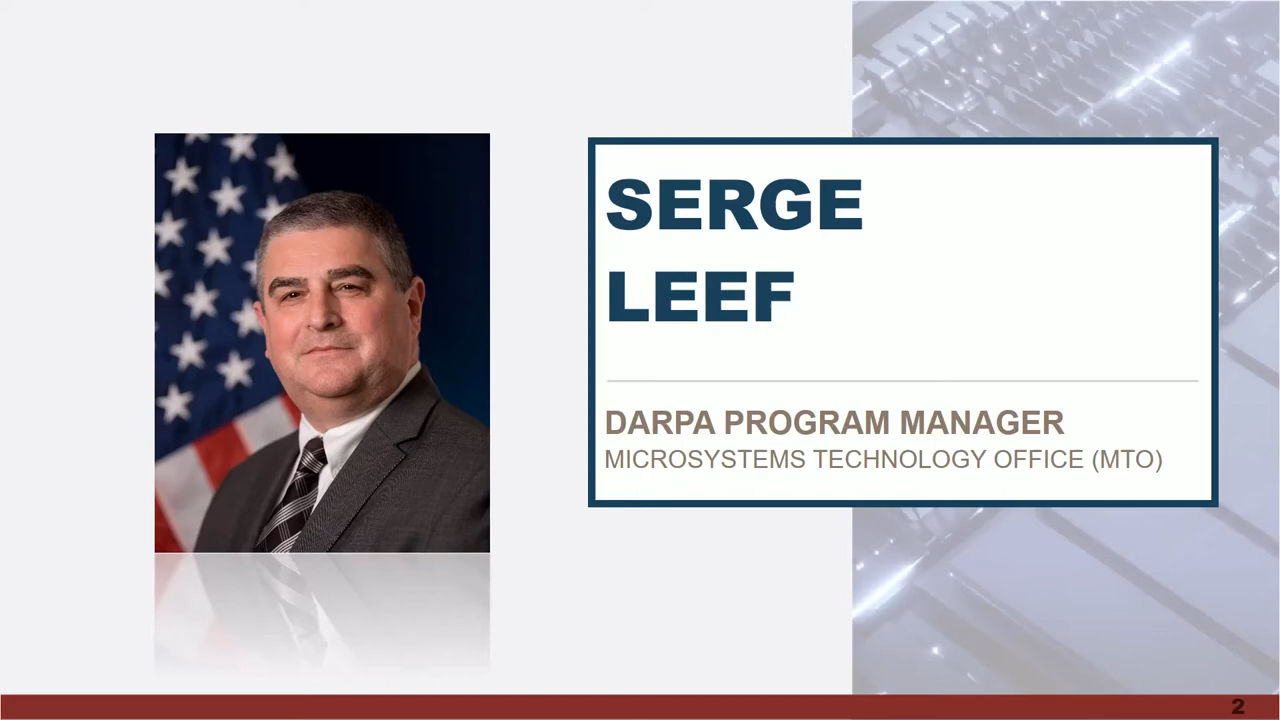 SERGE
LEEF
DARPA PROGRAM MANAGER
MICROSYSTEMS TECHNOLOGY OFFICE (MTO)
2